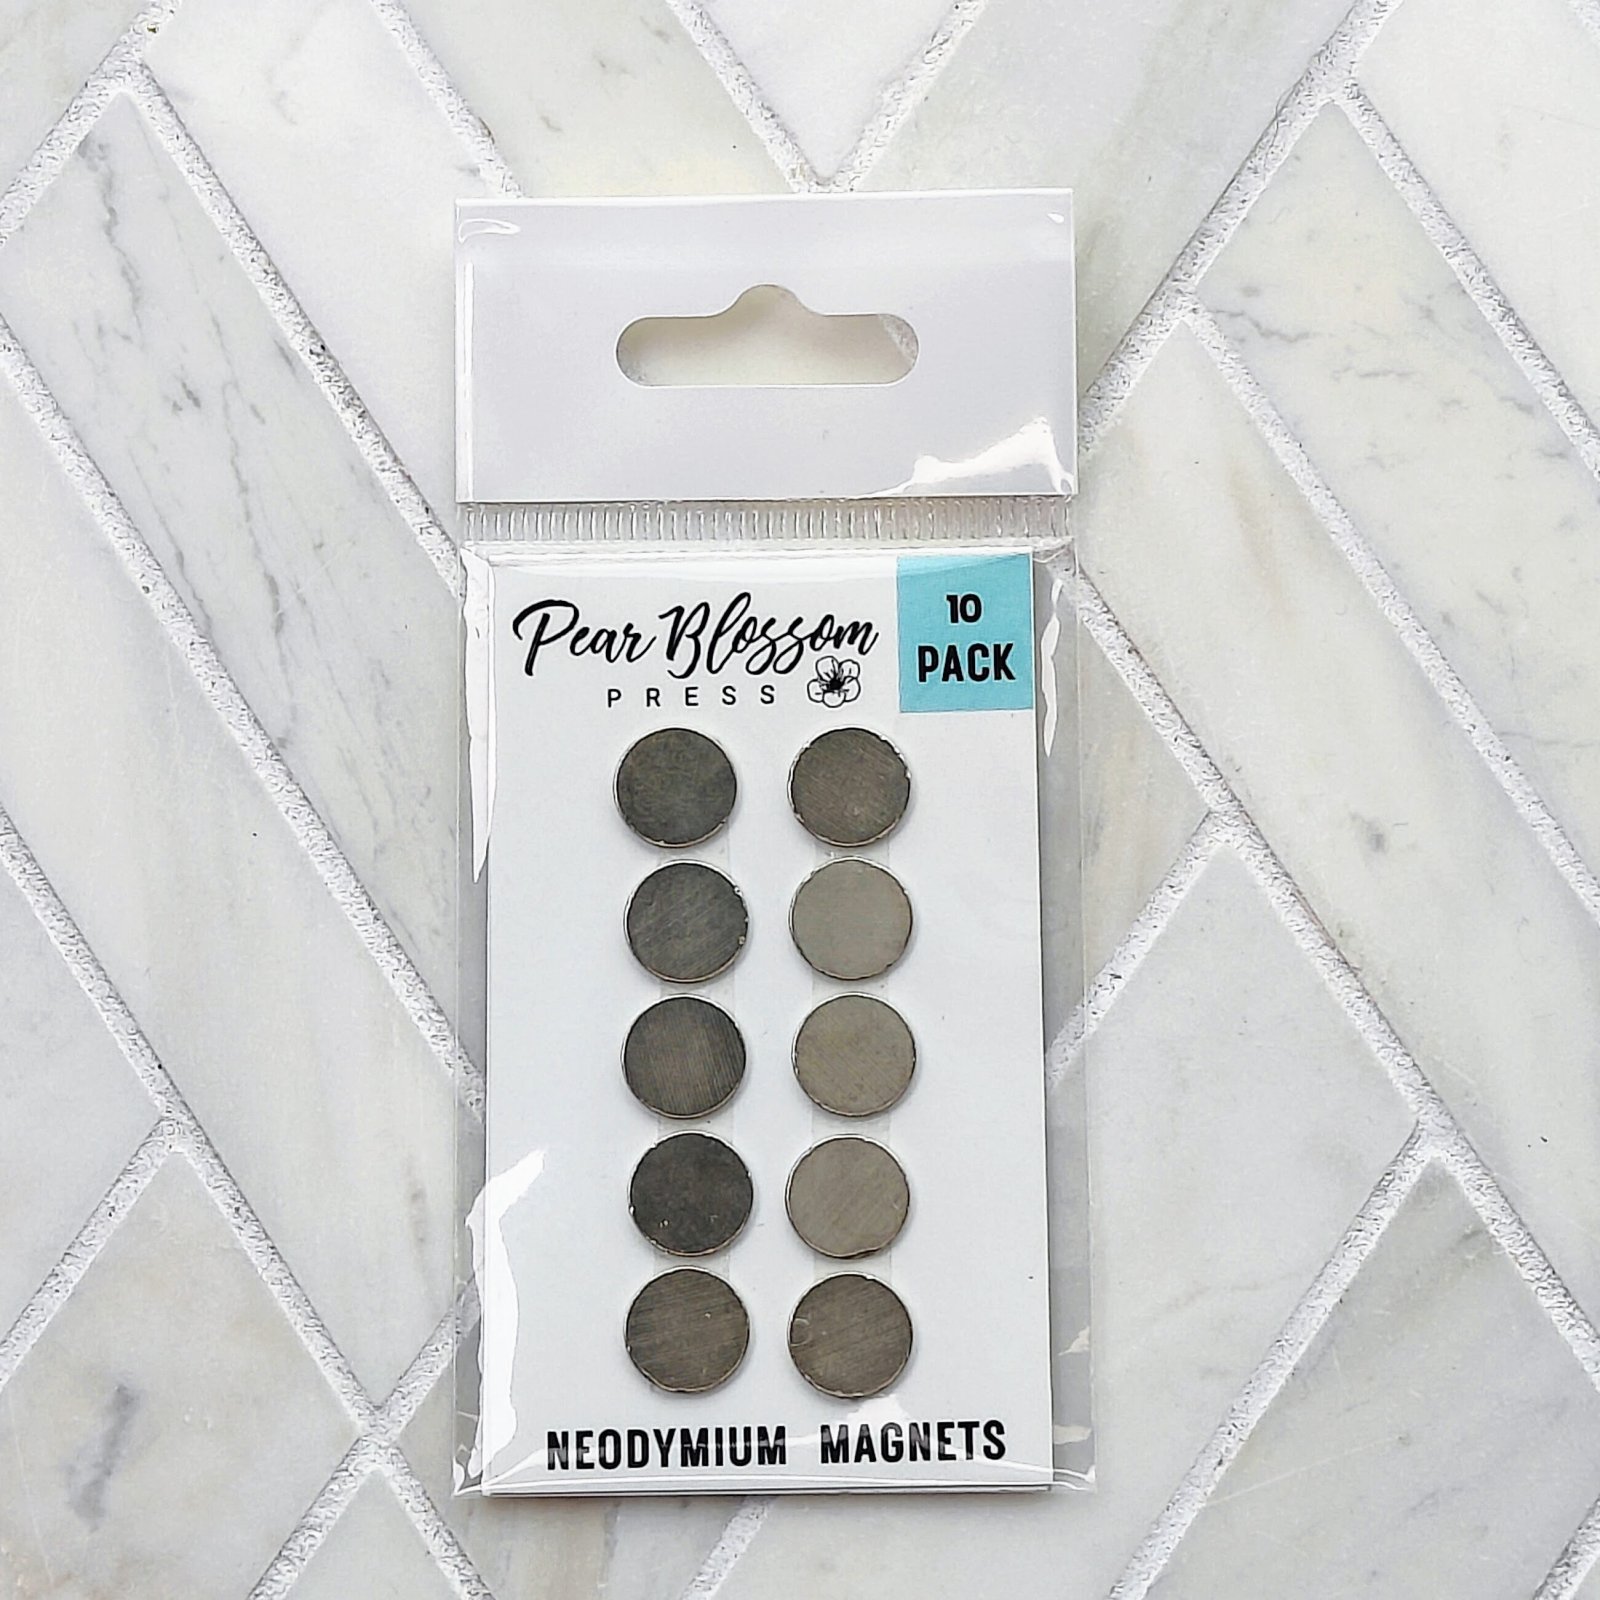 Pear Blossom
PRESS
10
PACK
NEODYMIUM MAGNETS